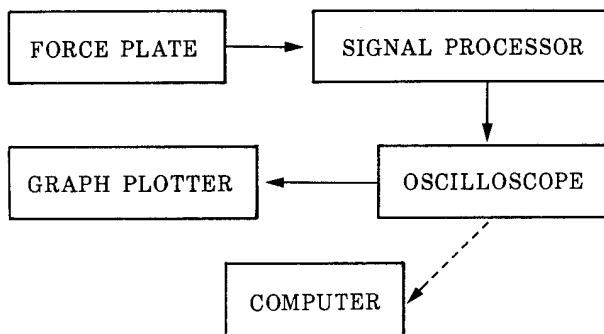 FORCE PLATE
SIGNAL PROCESSOR
GRAPH PLOTTER
OSCILLOSCOPE
COMPUTER